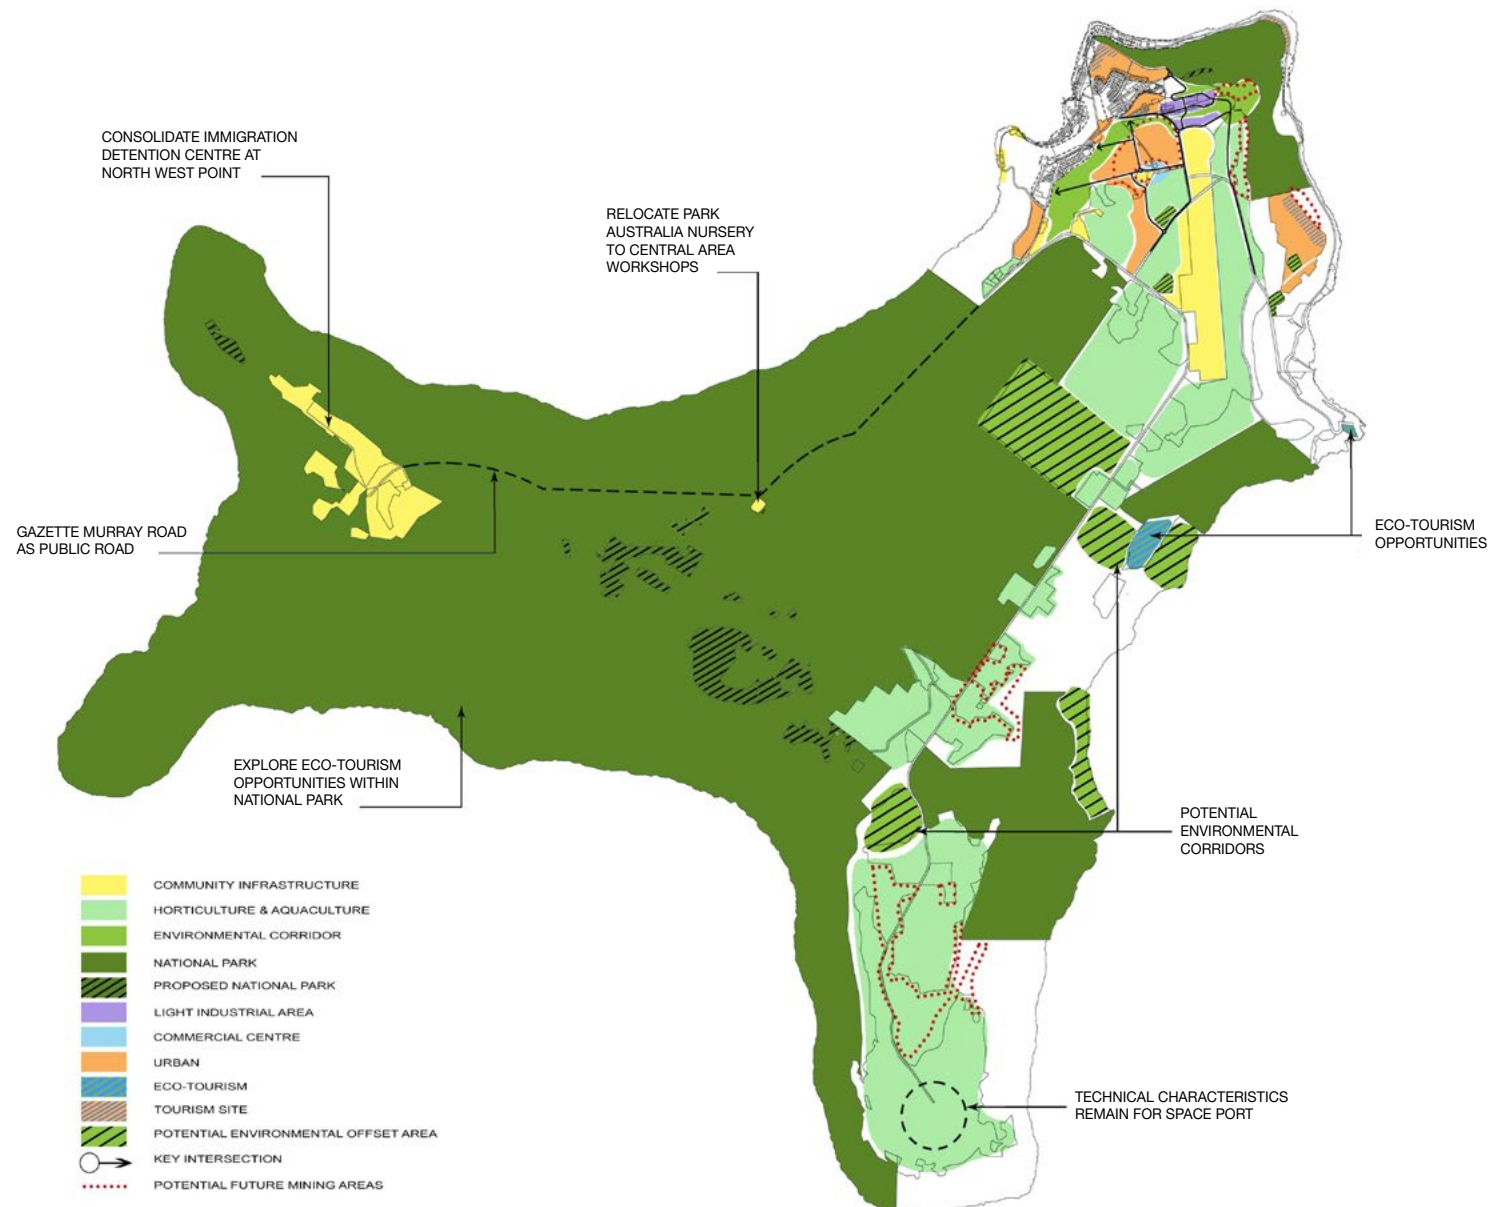 CONSOLIDATE IMMIGRATION
DETENTION CENTRE AT
NORTH WEST POINT
RELOCATE PARK
AUSTRALIA NURSERY
TO CENTRAL AREA
WORKSHOPS
GAZETTE MURRAY ROAD
AS PUBLIC ROAD
ECO-TOURISM
OPPORTUNITIES
EXPLORE ECO-TOURISM
OPPORTUNITIES WITHIN
NATIONAL PARK
POTENTIAL
ENVIRONMENTAL
CORRIDORS
TECHNICAL CHARACTERISTICS
REMAIN FOR SPACE PORT
COMMUNITY INFRASTRUCTURE
HORTICULTURE & AQUACULTURE
ENVIRONMENTAL CORRIDOR
NATIONAL PARK
PROPOSED NATIONAL PARK
LIGHT INDUSTRIAL AREA
COMMERCIAL CENTRE
URBAN
ECO-TOURISM
TOURISM SITE
POTENTIAL ENVIRONMENTAL OFFSET AREA
KEY INTERSECTION
POTENTIAL FUTURE MINING AREAS